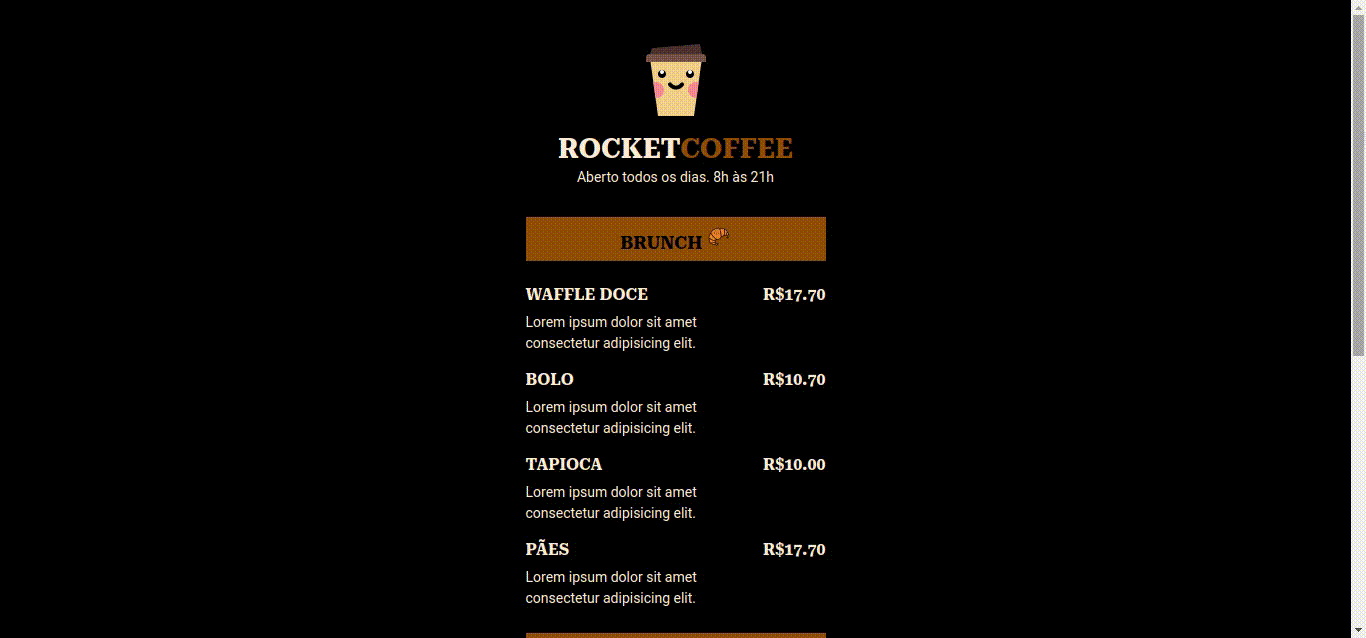 ROCKETCOFFEE
Aberto todos os dias. 8h às 21h
BRUNCH
WAFFLE DOCE R$17.70
Lorem ipsum dolor sit amet
consectetur adipisicing elit.
BOLO R$10.70
Lorem ipsum dolor sit amet
consectetur adipisicing elit.
TAPIOCA R$10.00
Lorem ipsum dolor sit amet
consectetur adipisicing elit.
PÃES R$17.70
Lorem ipsum dolor sit amet
consectetur adipisicing elit.